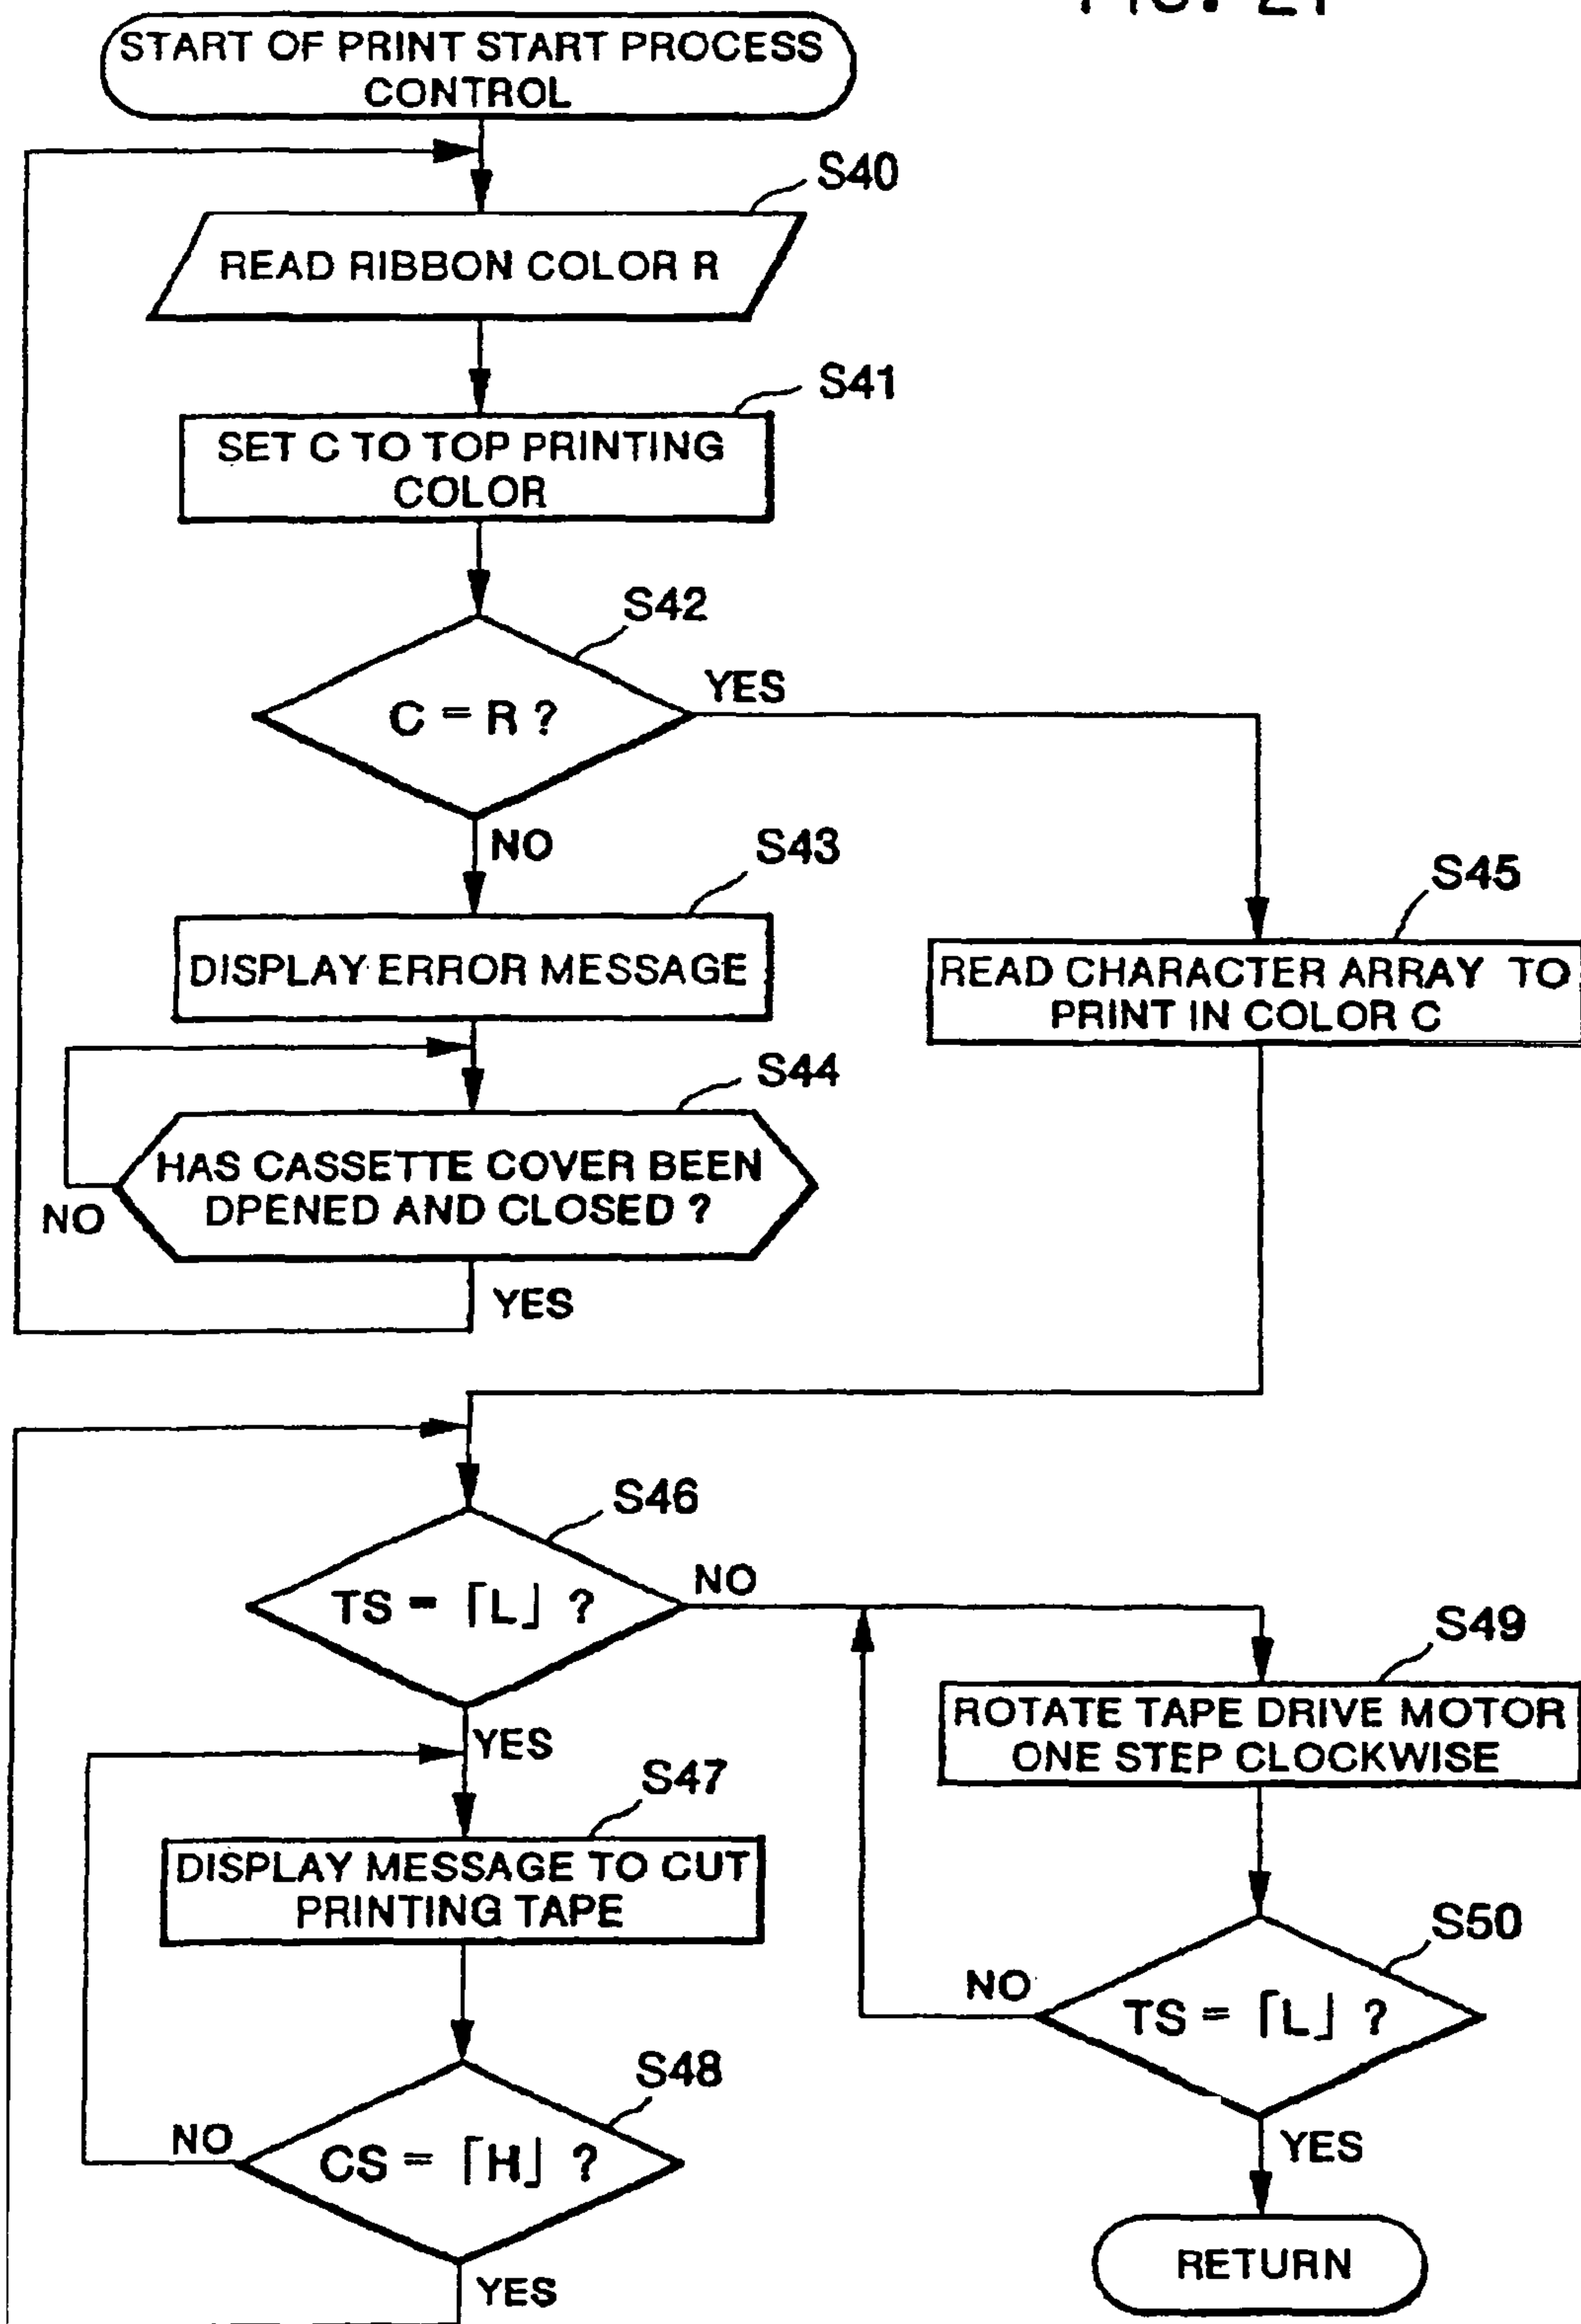 START OF PRINT START PROCESS
CONTROL
S40
READ RIBBON COLOR R
S41
SET C TO TOP PRINTING
COLOR
S42
C = R ?
YES
NO
S43
DISPLAY ERROR MESSAGE
S45
READ CHARACTER ARRAY TO
PRINT IN COLOR C
S44
HAS CASSETTE COVER BEEN
DPENED AND CLOSED ?
NO
YES
S46
TS = ⌈L⌋ ?
NO
YES
S49
ROTATE TAPE DRIVE MOTOR
ONE STEP CLOCKWISE
S47
DISPLAY MESSAGE TO CUT
PRINTING TAPE
S50
TS = ⌈L⌋ ?
NO
YES
S48
CS = ⌈H⌋ ?
NO
YES
RETURN